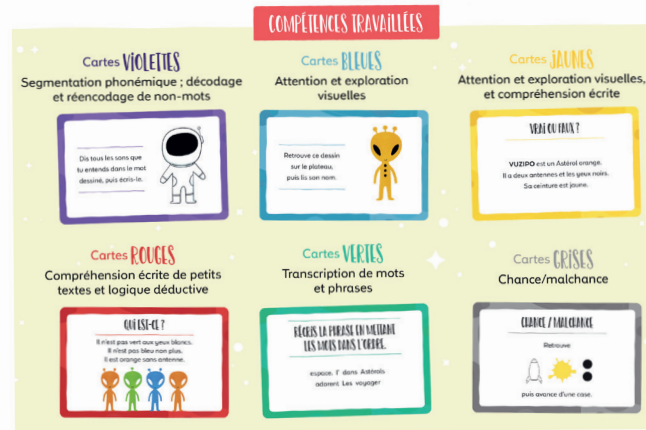 COMPÉTENCES TRAVAILLÉES
Cartes VIOLETTES
Segmentation phonémique ; décodage
et réencodage de non-mots
Dis tous les sons que
tu entends dans le mot
dessiné, puis écris-le.
Cartes BLEUES
Attention et exploration
visuelles
Retrouve ce dessin
sur le plateau,
puis lis son nom.
Cartes JAUNES
Attention et exploration visuelles,
et compréhension écrite
VRAI OU FAUX ?
VUZIPO est un Astérol orange.
Il a deux antennes et les yeux noirs.
Sa ceinture est jaune.
Cartes ROUGES
Compréhension écrite de petits
textes et logique déductive
QUI EST-CE ?
Il n'est pas vert aux yeux blancs.
Il n'est pas bleu non plus.
Il est orange sans antenne.
Cartes VERTES
Transcription de mots
et phrases
RÉCRIS LA PHRASE EN METTANT
LES MOTS DANS L'ORDRE.
espace. l' dans Astérols
adorent Les voyager
Cartes GRISES
Chance/malchance
CHANCE / MALCHANCE
Retrouve
puis avance d'une case.